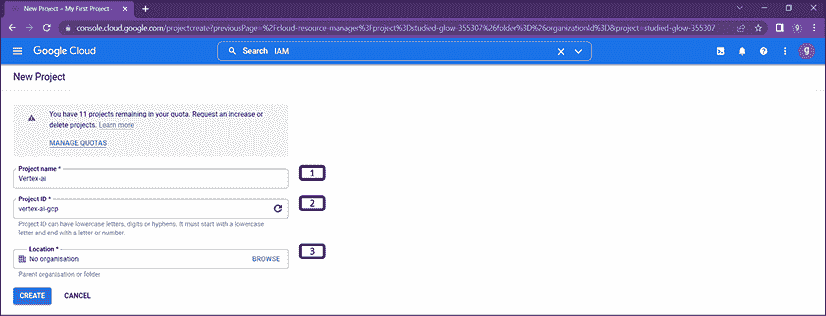 New Project - My First Project -
console.cloud.google.com/projectcreate?previousPage=%2Fcloud-resource-manager%3Fproject%3Dstudied-glow-355307%26folder%3D%26organizationId%3D&project=studied-glow-355307
Google Cloud
Search IAM
g
New Project
You have 11 projects remaining in your quota. Request an increase or
delete projects. Learn more
MANAGE QUOTAS
Project name *
Vertex-ai
1
Project ID *
vertex-ai-gcp
2
Project ID can have lowercase letters, digits or hyphens. It must start with a lowercase
letter and end with a letter or number.
Location *
No organisation
BROWSE
3
Parent organisation or folder
CREATE
CANCEL